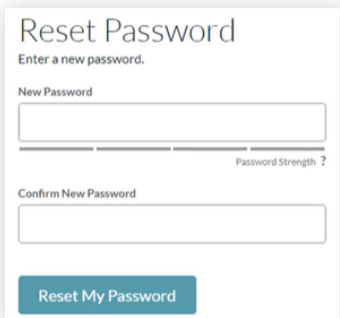 Reset Password
Enter a new password.
New Password
Password Strength ?
Confirm New Password
Reset My Password